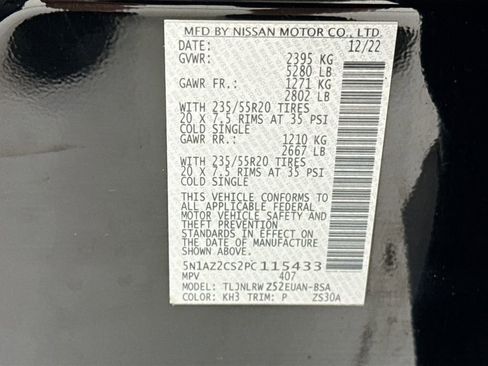 MFD BY NISSAN MOTOR CO., LTD.
DATE: 12/22
GVWR: 2395 KG
5280 LB
GAWR FR.: 1271 KG
2802 LB
WITH 235/55R20 TIRES
20 X 7.5 RIMS AT 35 PSI
COLD SINGLE
GAWR RR.: 1210 KG
2667 LB
WITH 235/55R20 TIRES
20 X 7.5 RIMS AT 35 PSI
COLD SINGLE
THIS VEHICLE CONFORMS TO
ALL APPLICABLE FEDERAL
MOTOR VEHICLE SAFETY AND
THEFT PREVENTION
STANDARDS IN EFFECT ON
THE DATE OF MANUFACTURE
SHOWN ABOVE.
5N1AZ2CS2PC115433
MPV 407
MODEL: TLJNLRWZ52EUAN-BSA
COLOR: KH3 TRIM: P ZS30A